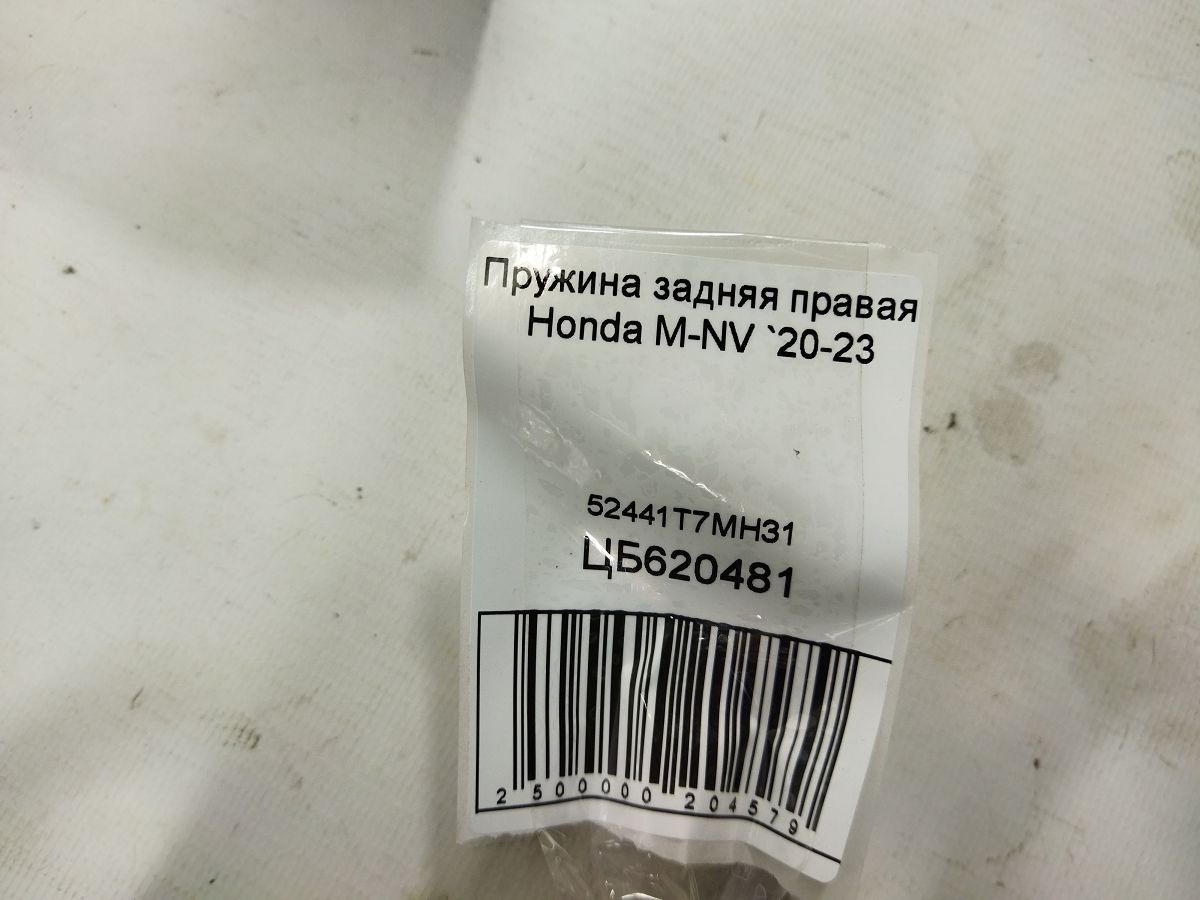 Пружина задняя правая
Honda M-NV `20-23
52441T7MH31
ЦБ620481
2 500000 204579